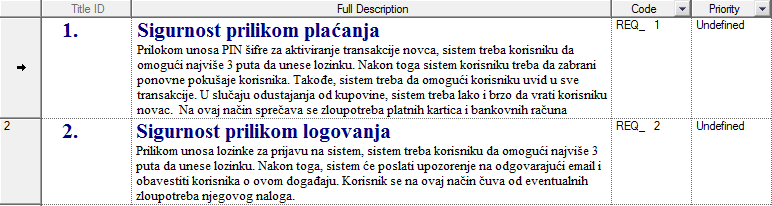 Title ID Full Description Code Priority
1. Sigurnost prilikom plaćanja REQ_ 1 Undefined
Prilokom unosa PIN šifre za aktiviranje transakcije novca, sistem treba korisniku da
omogući najviše 3 puta da unese lozinku. Nakon toga sistem korisniku treba da zabrani
ponovne pokušaje korisnika. Takođe, sistem treba da omogući korisniku uvid u sve
transakcije. U slučaju odustajanja od kupovine, sistem treba lako i brzo da vrati korisniku
novac. Na ovaj način sprečava se zloupotreba platnih kartica i bankovnih računa
2 2. Sigurnost prilikom logovanja REQ_ 2 Undefined
Prilikom unosa lozinke za prijavu na sistem, sistem treba korisniku da omogući najviše 3
puta da unese lozinku. Nakon toga, sistem će poslati upozorenje na odgovarajući email i
obavestiti korisnika o ovom događaju. Korisnik se na ovaj način čuva od eventualnih
zloupotreba njegovog naloga.